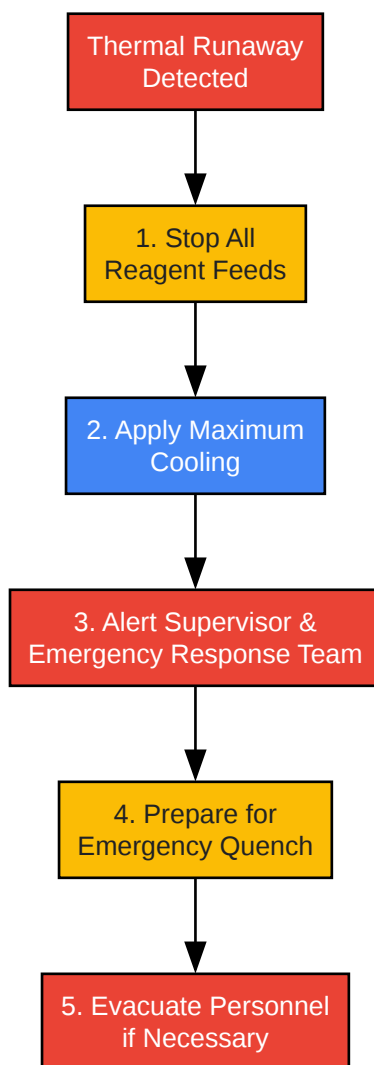 Thermal Runaway
Detected
1. Stop All
Reagent Feeds
2. Apply Maximum
Cooling
3. Alert Supervisor &
Emergency Response Team
4. Prepare for
Emergency Quench
5. Evacuate Personnel
if Necessary